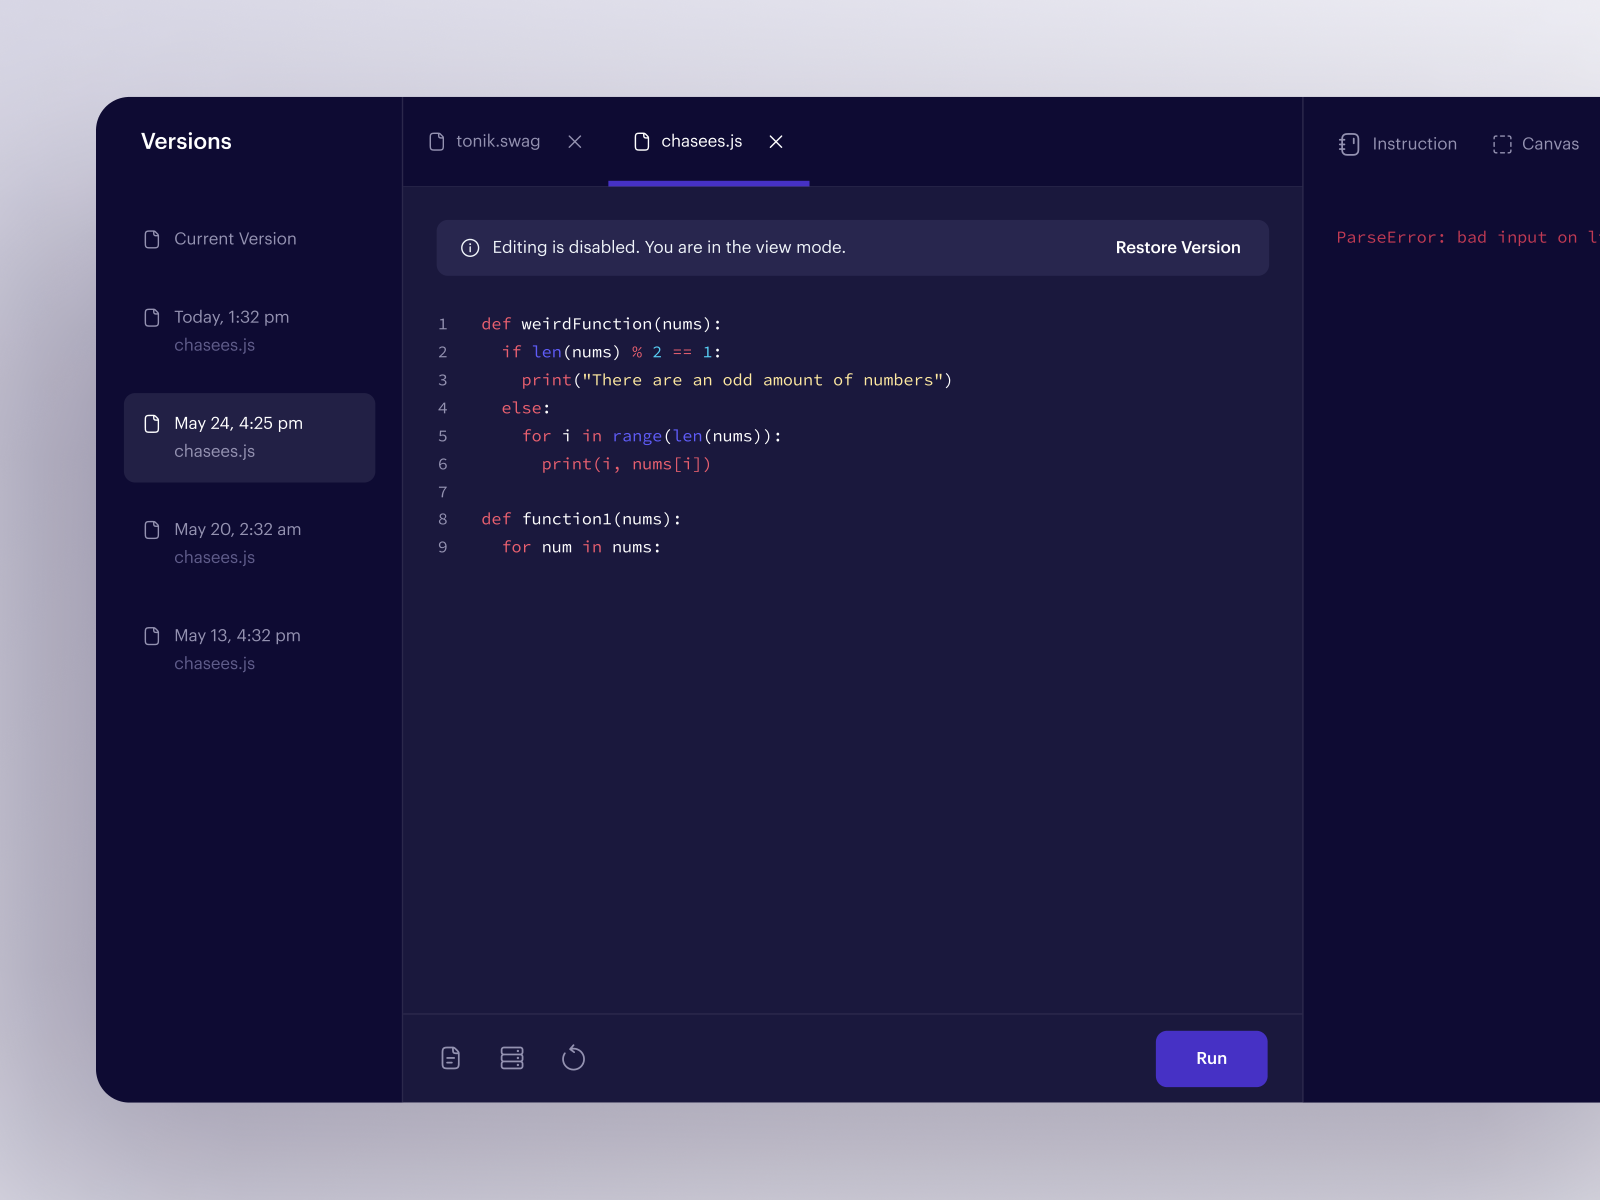 Versions
Current Version
Today, 1:32 pm
chasees.js
May 24, 4:25 pm
chasees.js
May 20, 2:32 am
chasees.js
May 13, 4:32 pm
chasees.js
tonik.swag
chasees.js
Editing is disabled. You are in the view mode.
Restore Version
1 def weirdFunction(nums):
2   if len(nums) % 2 == 1:
3     print("There are an odd amount of numbers")
4   else:
5     for i in range(len(nums)):
6       print(i, nums[i])
7
8 def function1(nums):
9   for num in nums:
Run
Instruction
Canvas
ParseError: bad input on